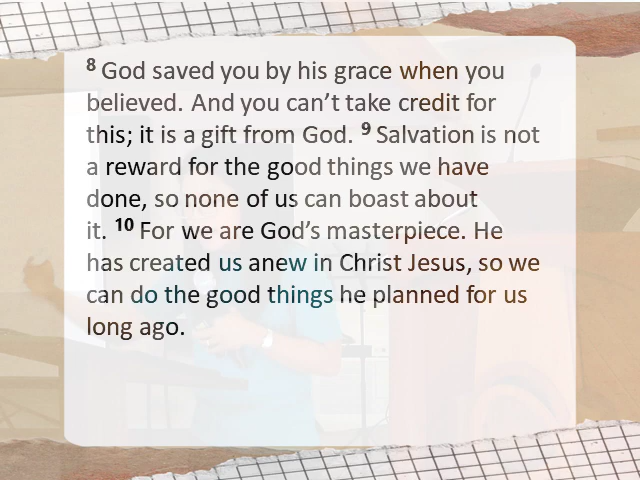 8 God saved you by his grace when you
believed. And you can’t take credit for
this; it is a gift from God. 9 Salvation is not
a reward for the good things we have
done, so none of us can boast about
it. 10 For we are God’s masterpiece. He
has created us anew in Christ Jesus, so we
can do the good things he planned for us
long ago.